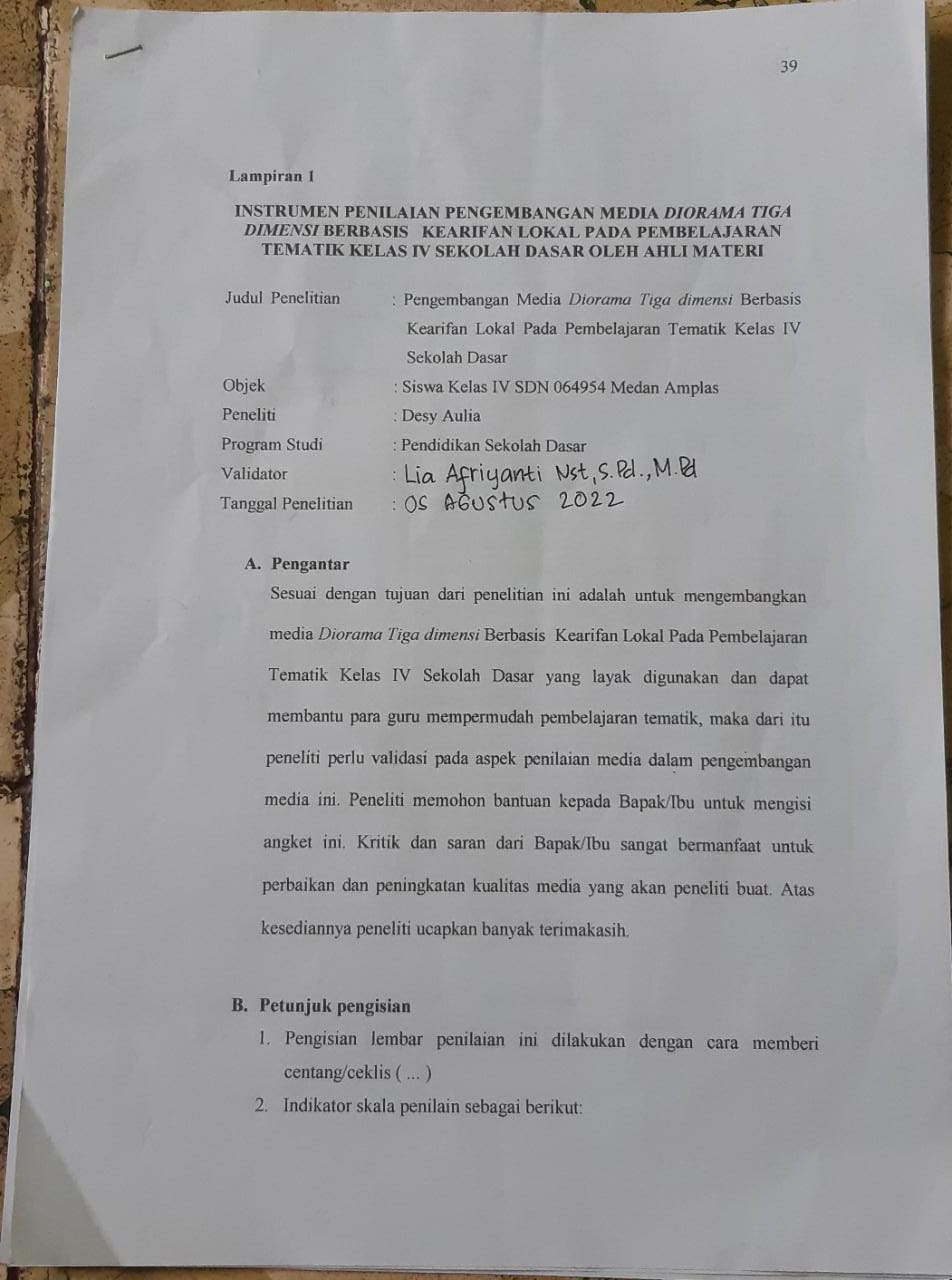 39
Lampiran 1
INSTRUMEN PENILAIAN PENGEMBANGAN MEDIA DIORAMA TIGA
DIMENSI BERBASIS KEARIFAN LOKAL PADA PEMBELAJARAN
TEMATIK KELAS IV SEKOLAH DASAR OLEH AHLI MATERI
Judul Penelitian : Pengembangan Media Diorama Tiga dimensi Berbasis
Kearifan Lokal Pada Pembelajaran Tematik Kelas IV
Sekolah Dasar
Objek : Siswa Kelas IV SDN 064954 Medan Amplas
Peneliti : Desy Aulia
Program Studi : Pendidikan Sekolah Dasar
Validator : Lia Afriyanti Nst, S.Pd., M.Pd
Tanggal Penelitian : 05 AGUSTUS 2022
A. Pengantar
Sesuai dengan tujuan dari penelitian ini adalah untuk mengembangkan
media Diorama Tiga dimensi Berbasis Kearifan Lokal Pada Pembelajaran
Tematik Kelas IV Sekolah Dasar yang layak digunakan dan dapat
membantu para guru mempermudah pembelajaran tematik, maka dari itu
peneliti perlu validasi pada aspek penilaian media dalam pengembangan
media ini. Peneliti memohon bantuan kepada Bapak/Ibu untuk mengisi
angket ini. Kritik dan saran dari Bapak/Ibu sangat bermanfaat untuk
perbaikan dan peningkatan kualitas media yang akan peneliti buat. Atas
kesediannya peneliti ucapkan banyak terimakasih.
B. Petunjuk pengisian
1. Pengisian lembar penilaian ini dilakukan dengan cara memberi
centang/ceklis ( ... )
2. Indikator skala penilain sebagai berikut: